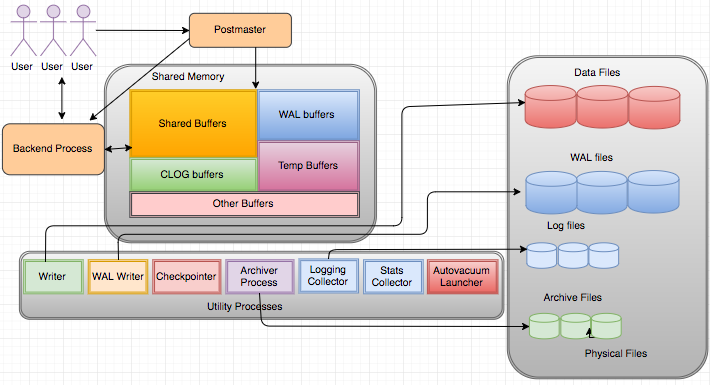 Postmaster
User
User
User
Shared Memory
Data Files
Shared Buffers
WAL buffers
Backend Process
Temp Buffers
WAL files
CLOG buffers
Other Buffers
Log files
Writer
WAL Writer
Checkpointer
Archiver
Process
Logging
Collector
Stats
Collector
Autovacuum
Launcher
Utility Processes
Archive Files
Physical Files